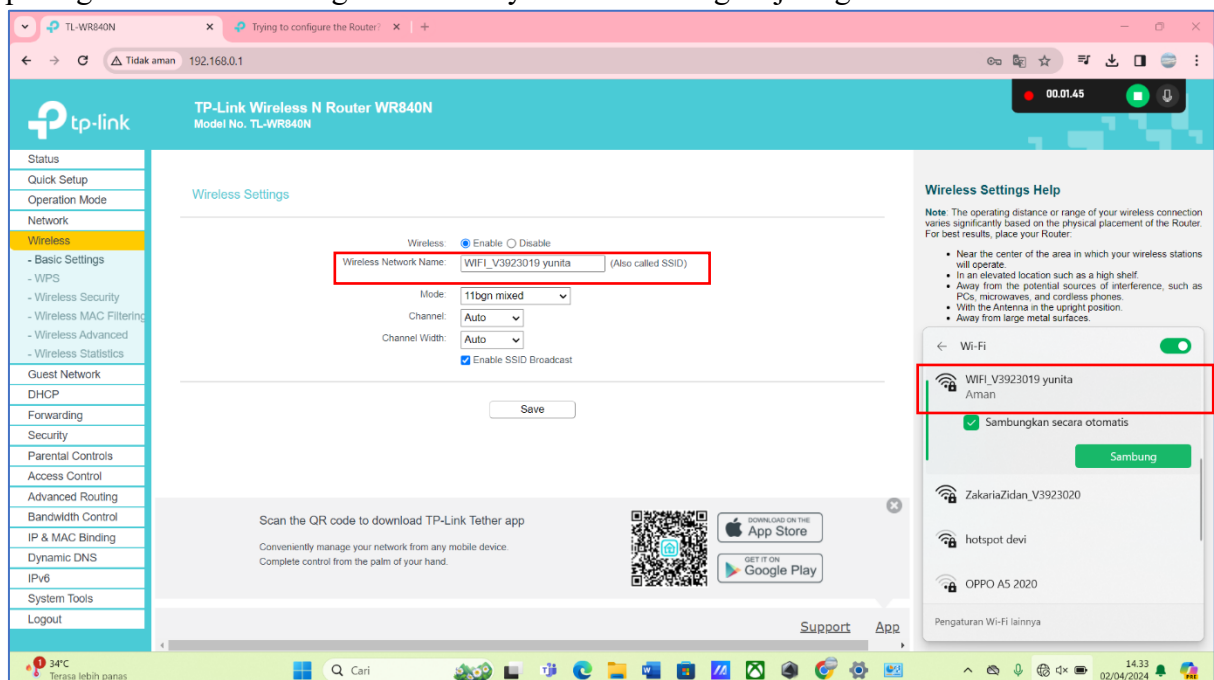 TL-WR840N
Trying to configure the Router?
Tidak aman
192.168.0.1
00.01.45
tp-link
TP-Link Wireless N Router WR840N
Model No. TL-WR840N
Status
Quick Setup
Operation Mode
Network
Wireless
- Basic Settings
- WPS
- Wireless Security
- Wireless MAC Filtering
- Wireless Advanced
- Wireless Statistics
Guest Network
DHCP
Forwarding
Security
Parental Controls
Access Control
Advanced Routing
Bandwidth Control
IP & MAC Binding
Dynamic DNS
IPv6
System Tools
Logout
Wireless Settings
Wireless: Enable Disable
Wireless Network Name: WIFI_V3923019 yunita (Also called SSID)
Mode: 11bgn mixed
Channel: Auto
Channel Width: Auto
Enable SSID Broadcast
Save
Scan the QR code to download TP-Link Tether app
Conveniently manage your network from any mobile device.
Complete control from the palm of your hand.
DOWNLOAD ON THE
App Store
GET IT ON
Google Play
Support App
Wireless Settings Help
Note: The operating distance or range of your wireless connection
varies significantly based on the physical placement of the Router.
For best results, place your Router:
• Near the center of the area in which your wireless stations
will operate.
• In an elevated location such as a high shelf.
• Away from the potential sources of interference, such as
PCs, microwaves, and cordless phones.
• With the Antenna in the upright position.
• Away from large metal surfaces.
Wi-Fi
WIFI_V3923019 yunita
Aman
Sambungkan secara otomatis
Sambung
ZakariaZidan_V3923020
hotspot devi
OPPO A5 2020
Pengaturan Wi-Fi lainnya
1
34°C
Terasa lebih panas
Cari
14.33
02/04/2024
PRE